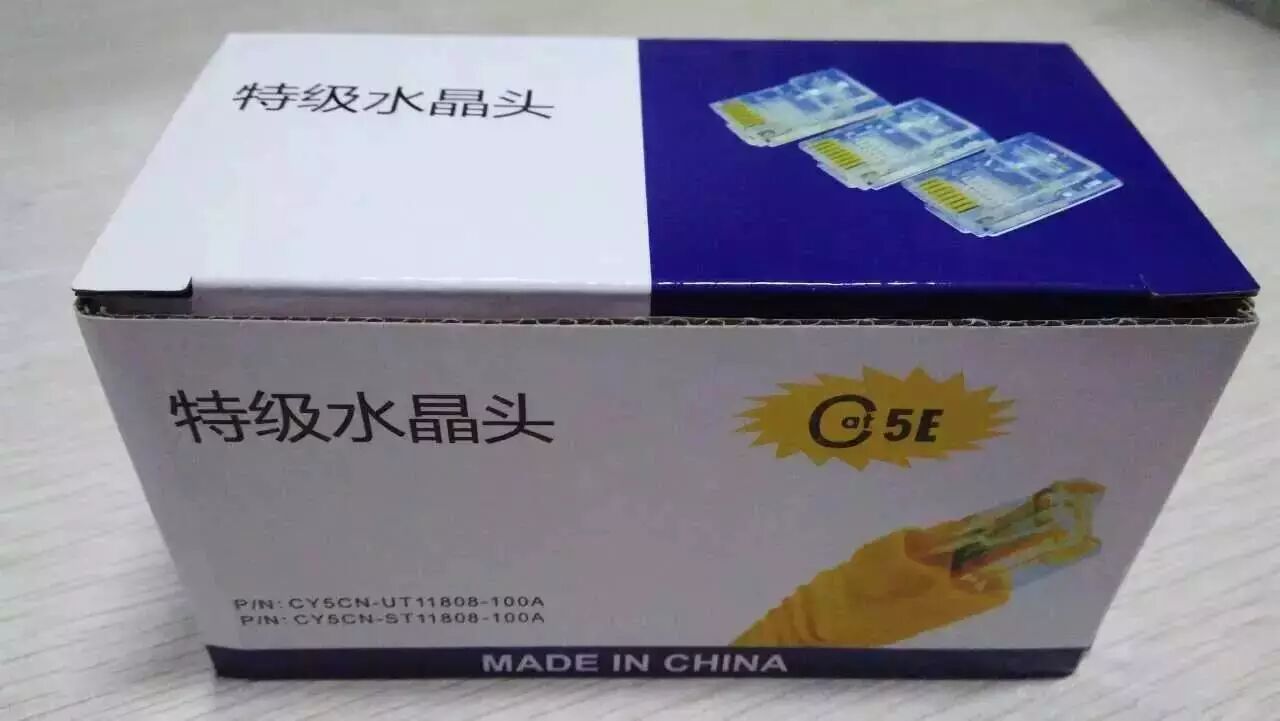 特级水晶头
特级水晶头
Cat 5E
P/N: CY5CN-UT11808-100A
P/N: CY5CN-ST11808-100A
MADE IN CHINA